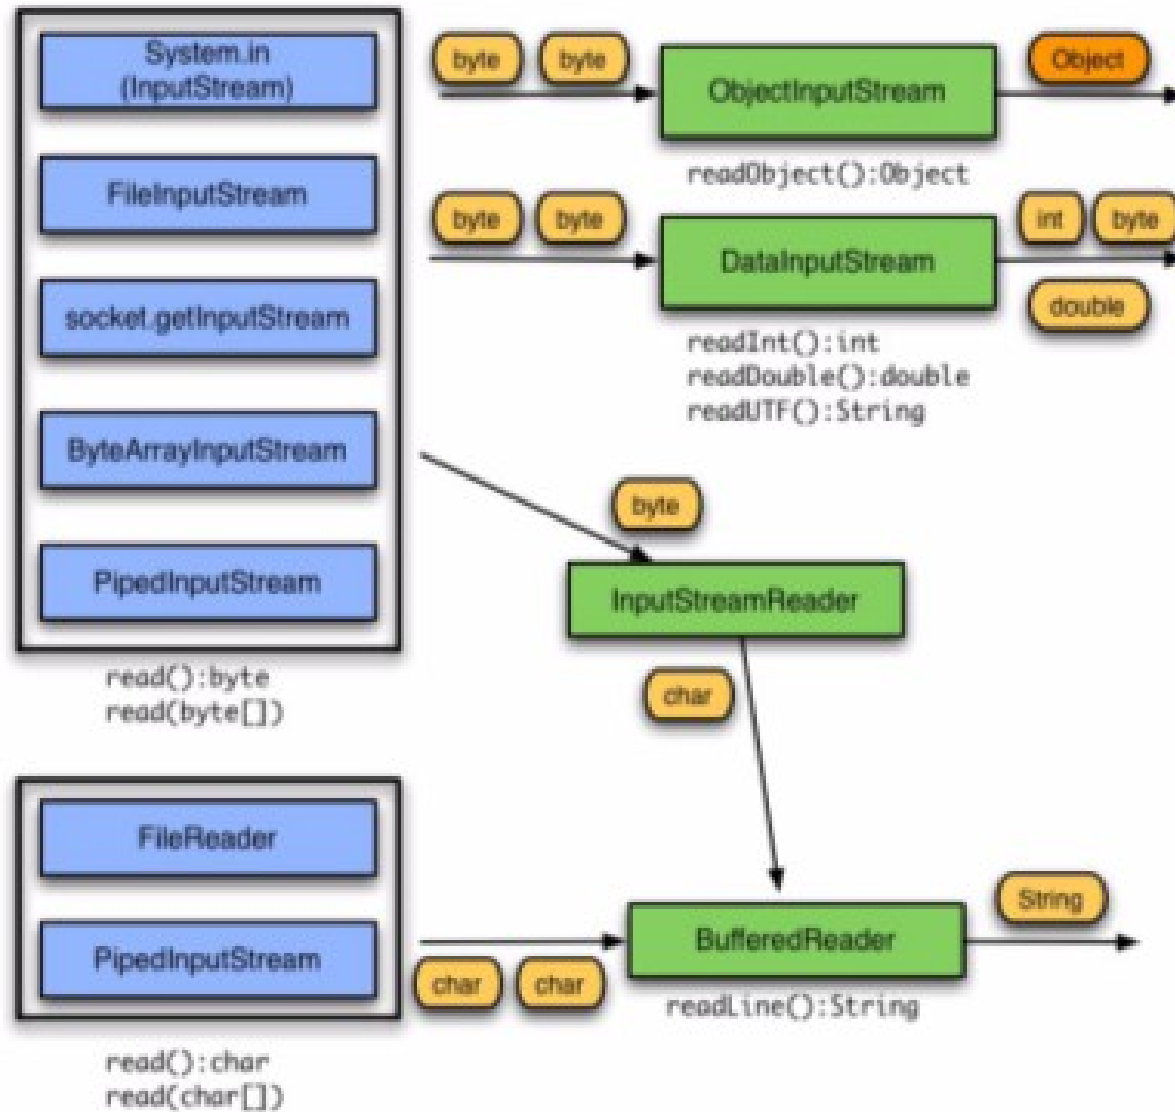 System.in
(InputStream)
FileInputStream
socket.getInputStream
ByteArrayInputStream
PipedInputStream
read():byte
read(byte[])
byte byte
ObjectInputStream
Object
readObject():Object
byte byte
DataInputStream
int byte
double
readInt():int
readDouble():double
readUTF():String
byte
InputStreamReader
char
FileReader
PipedInputStream
read():char
read(char[])
char char
BufferedReader
String
readLine():String